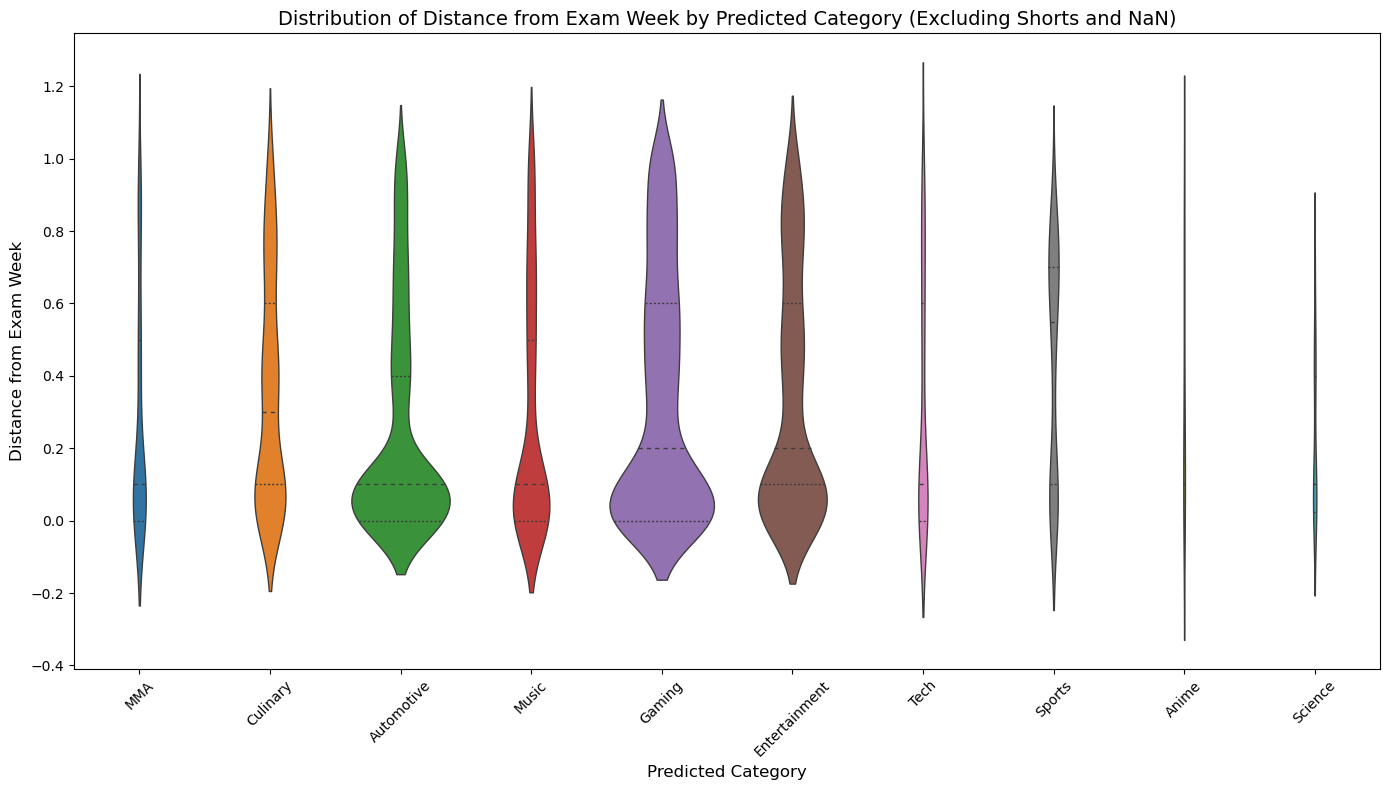 Distribution of Distance from Exam Week by Predicted Category (Excluding Shorts and NaN)
Distance from Exam Week
1.2
1.0
0.8
0.6
0.4
0.2
0.0
−0.2
−0.4
MMA
Culinary
Automotive
Music
Gaming
Entertainment
Tech
Sports
Anime
Science
Predicted Category